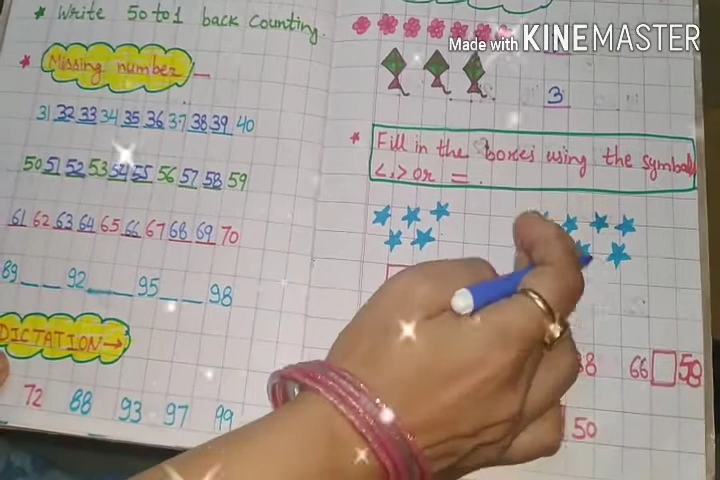 * Write 50 to 1 back counting.
* Missing number _
31 32 33 34 35 36 37 38 39 40
50 51 52 53 54 55 56 57 58 59
61 62 63 64 65 66 67 68 69 70
89 _ _ 92 _ _ 95 _ _ 98
DICTATION →
72 88 93 97 99
Made with KINEMASTER
3
* Fill in the boxes using the symbols
<, > or =.
66 □ 58
50